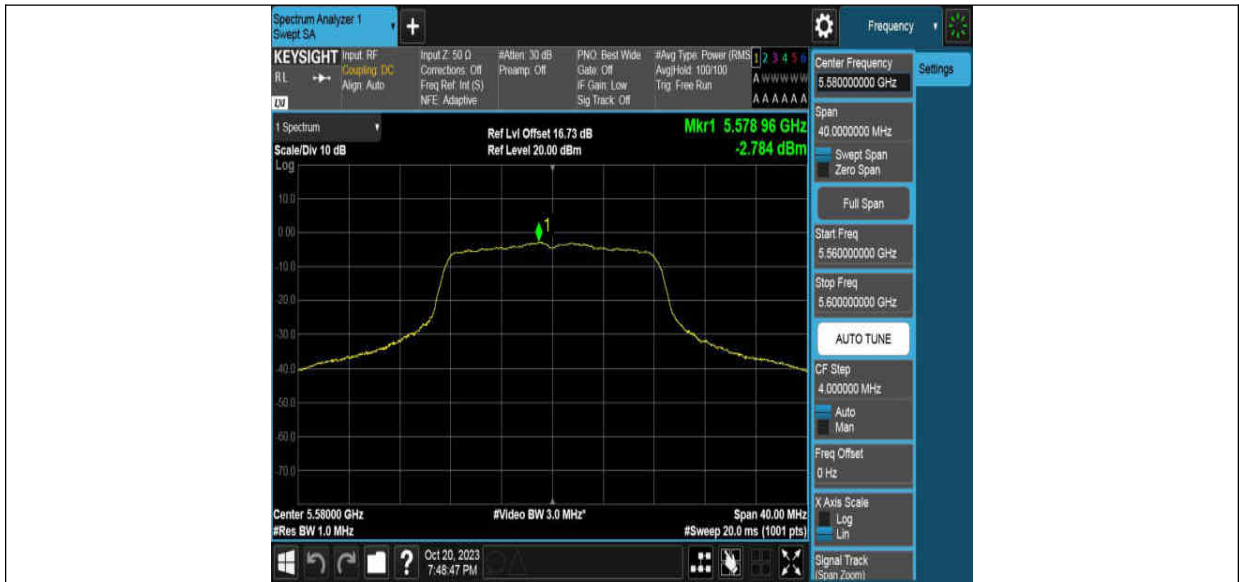 Spectrum Analyzer 1
Swept SA
+
Frequency
KEYSIGHT
RL
Input: RF
Coupling: DC
Align: Auto
Input Z: 50 Ω
Corrections: Off
Freq Ref: Int (S)
NFE: Adaptive
#Atten: 30 dB
Preamp: Off
PNO: Best Wide
Gate: Off
IF Gain: Low
Sig Track: Off
#Avg Type: Power (RMS
Avg|Hold: 100/100
Trig: Free Run
1 2 3 4 5 6
A W W W W W
A A A A A A
1 Spectrum
Scale/Div 10 dB
Log
Ref Lvl Offset 16.73 dB
Ref Level 20.00 dBm
Mkr1 5.578 96 GHz
-2.784 dBm
10.0
0.00
-10.0
-20.0
-30.0
-40.0
-50.0
-60.0
-70.0
1
Center 5.58000 GHz
#Res BW 1.0 MHz
#Video BW 3.0 MHz*
Span 40.00 MHz
#Sweep 20.0 ms (1001 pts)
?
Oct 20, 2023
7:48:47 PM
Center Frequency
5.580000000 GHz
Settings
Span
40.0000000 MHz
Swept Span
Zero Span
Full Span
Start Freq
5.560000000 GHz
Stop Freq
5.600000000 GHz
AUTO TUNE
CF Step
4.000000 MHz
Auto
Man
Freq Offset
0 Hz
X Axis Scale
Log
Lin
Signal Track
(Span Zoom)